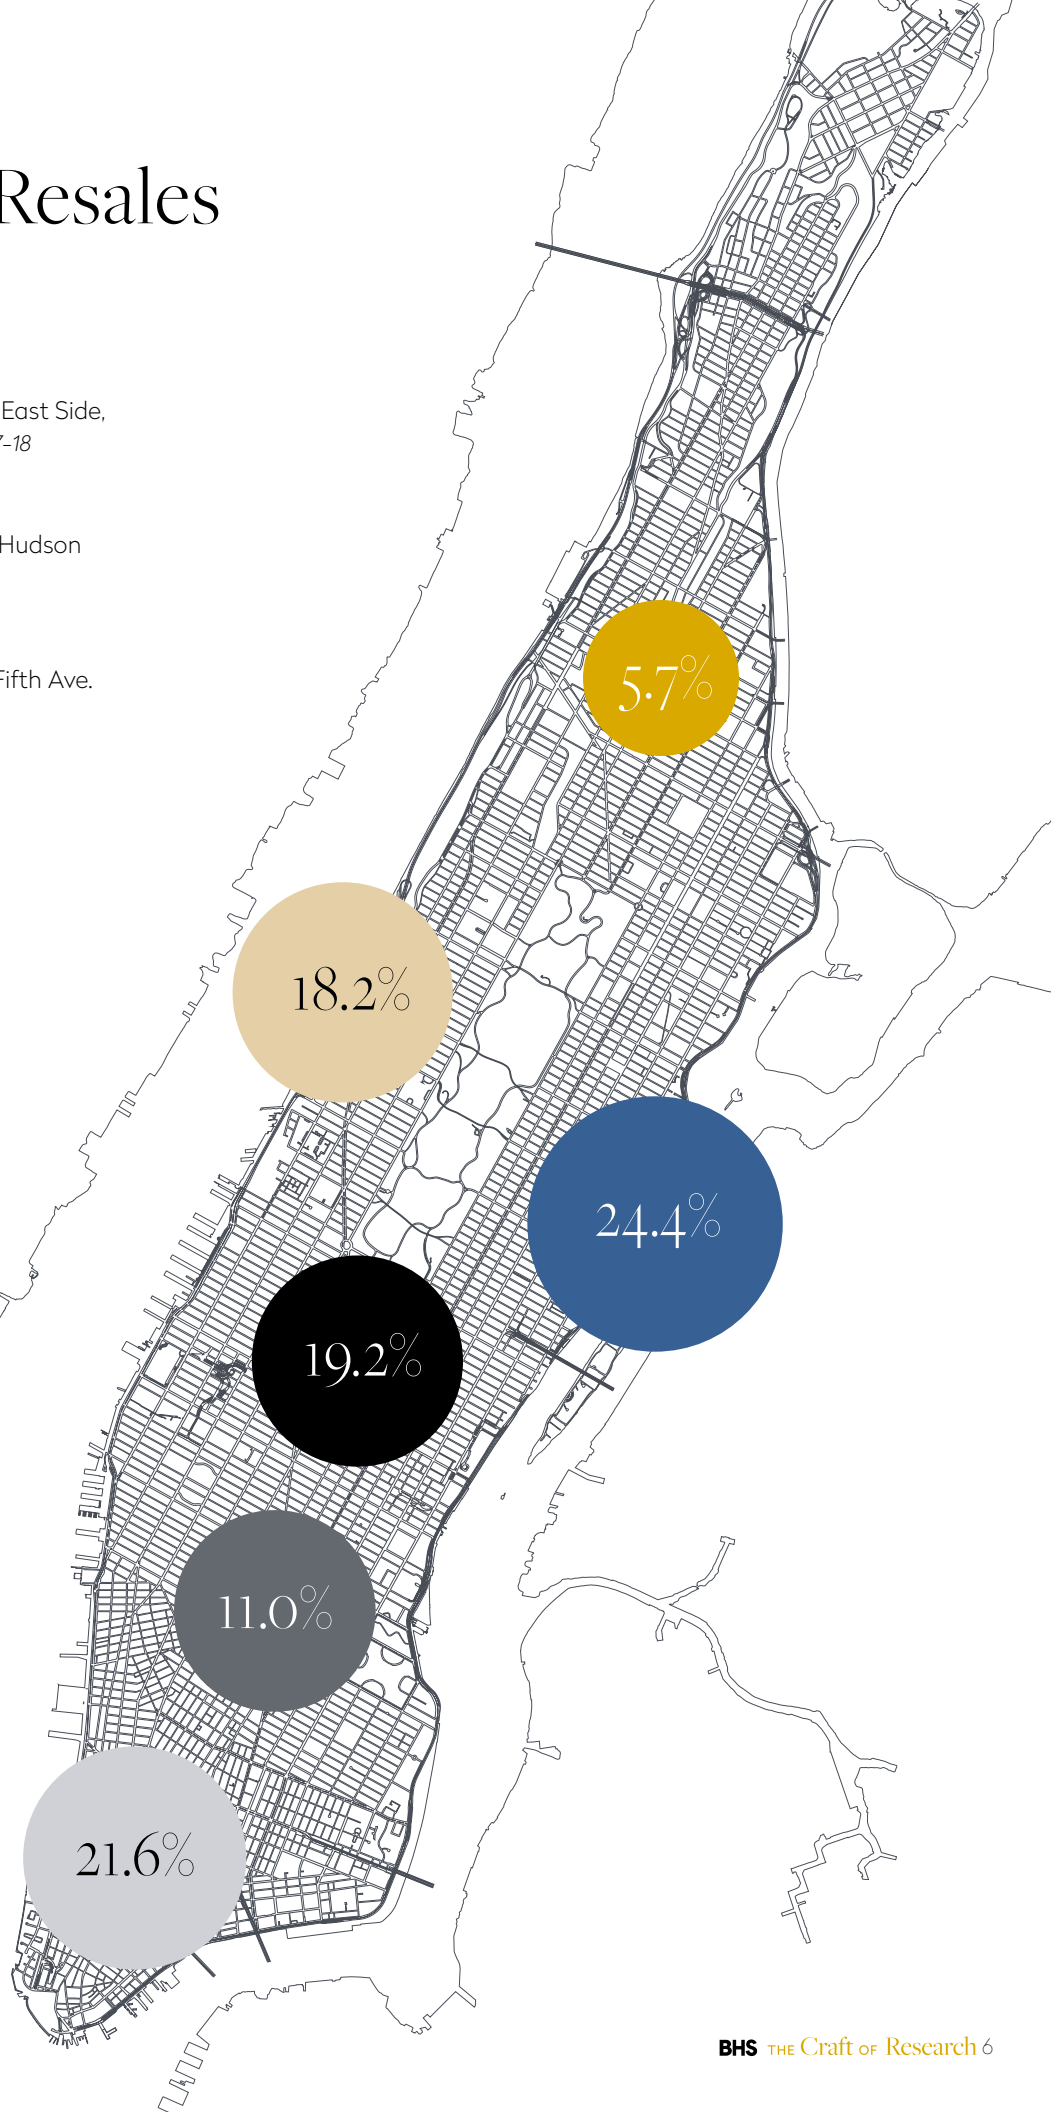 Resales
East Side,
7-18
Hudson
Fifth Ave.
5.7%
18.2%
24.4%
19.2%
11.0%
21.6%
BHS THE Craft OF Research 6